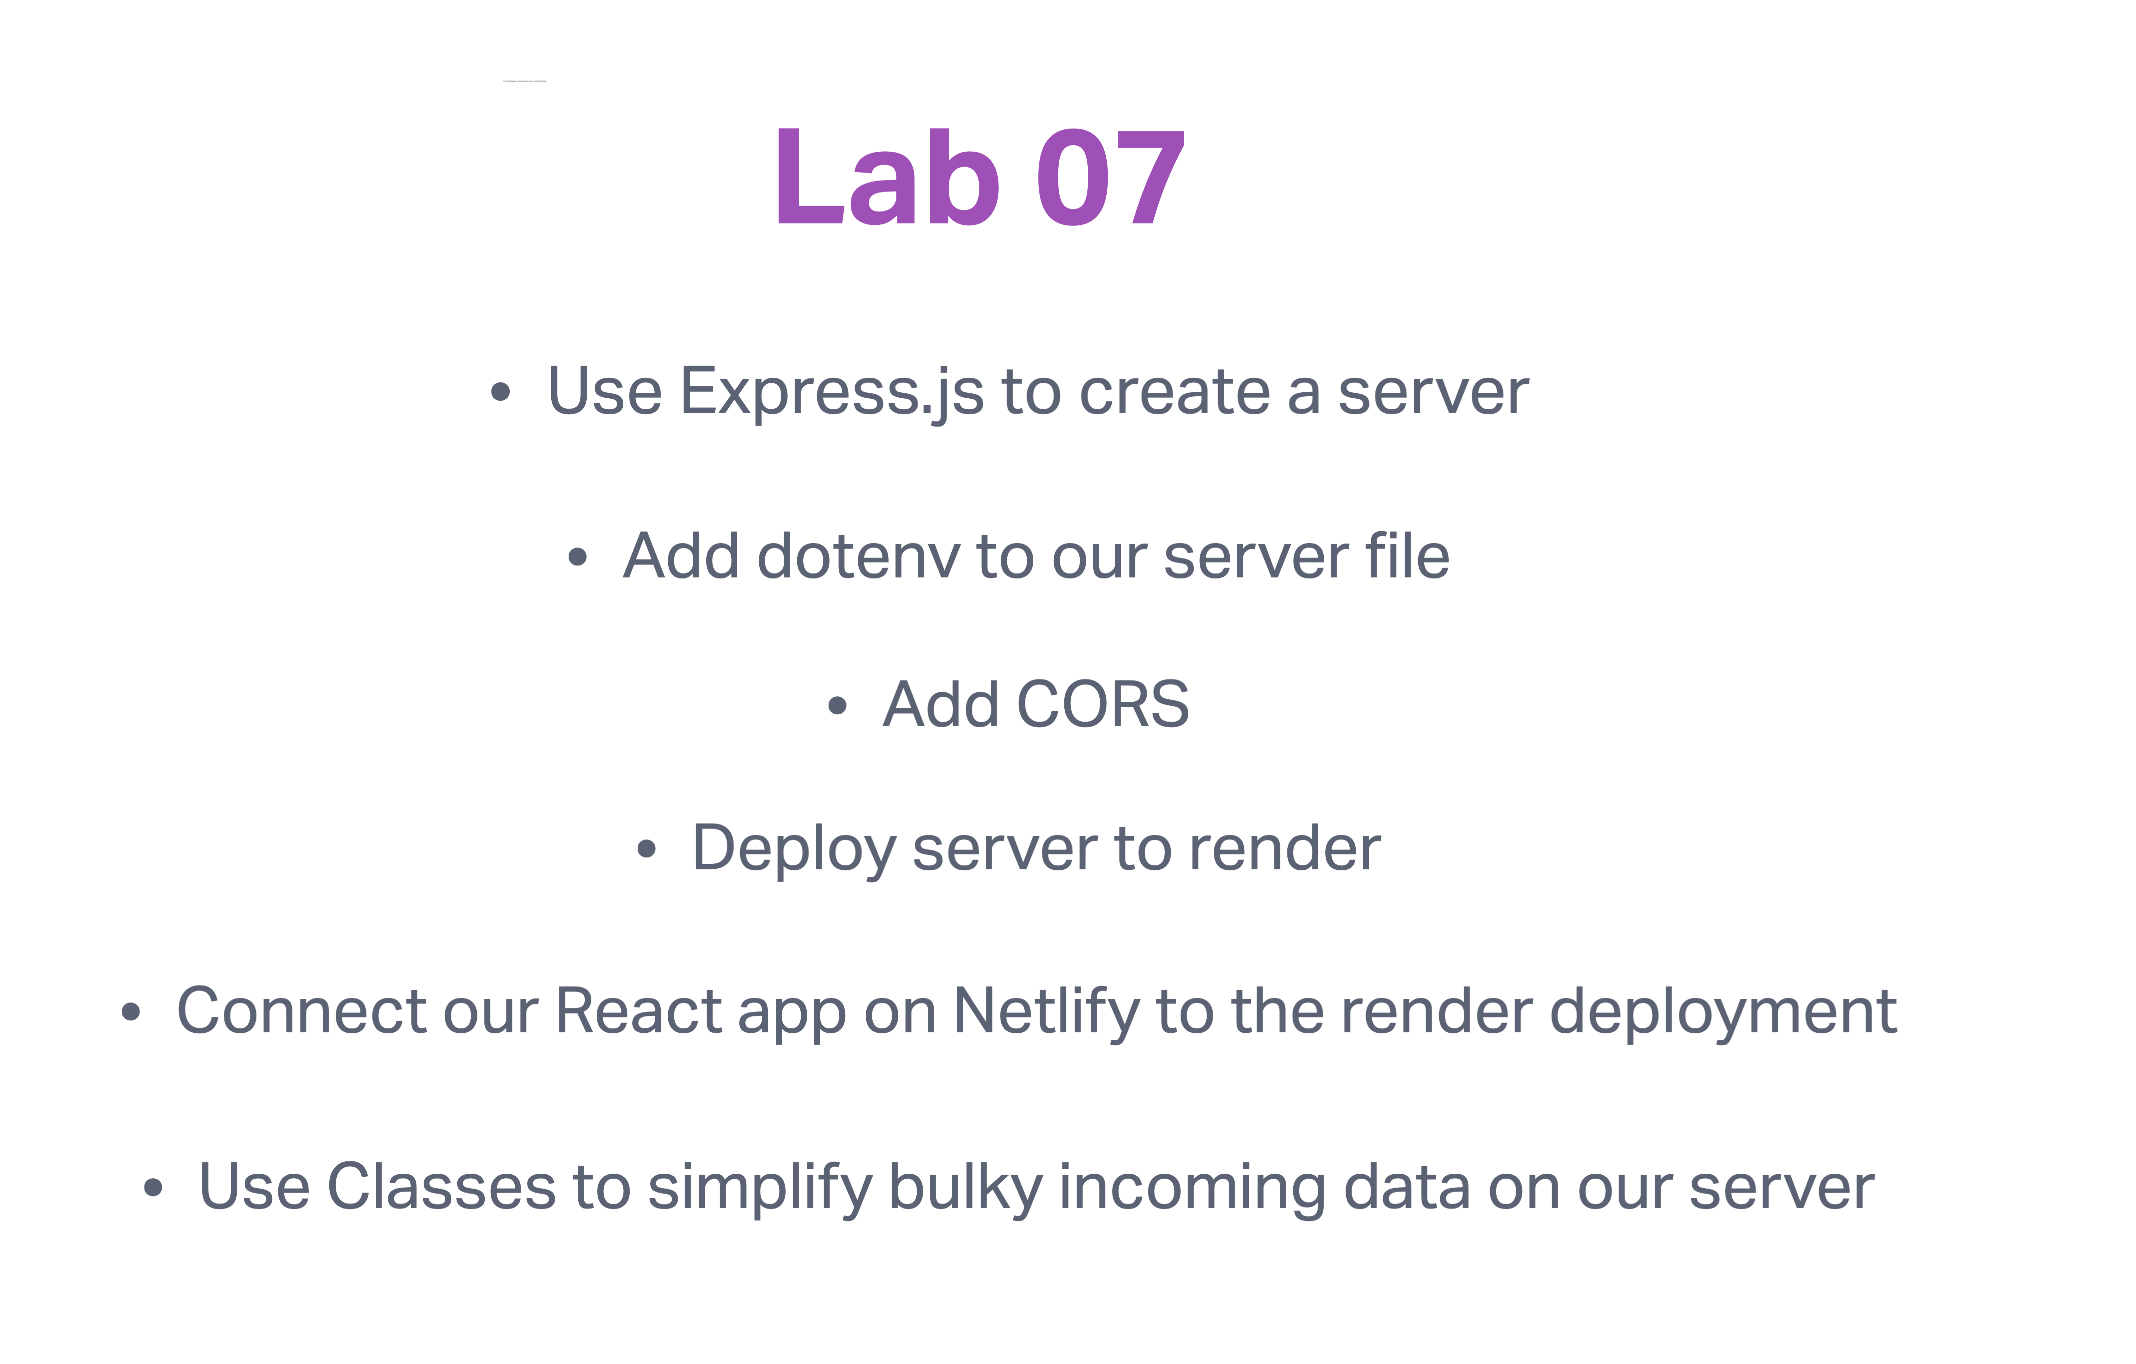 Lab 07
• Use Express.js to create a server
• Add dotenv to our server file
• Add CORS
• Deploy server to render
• Connect our React app on Netlify to the render deployment
• Use Classes to simplify bulky incoming data on our server